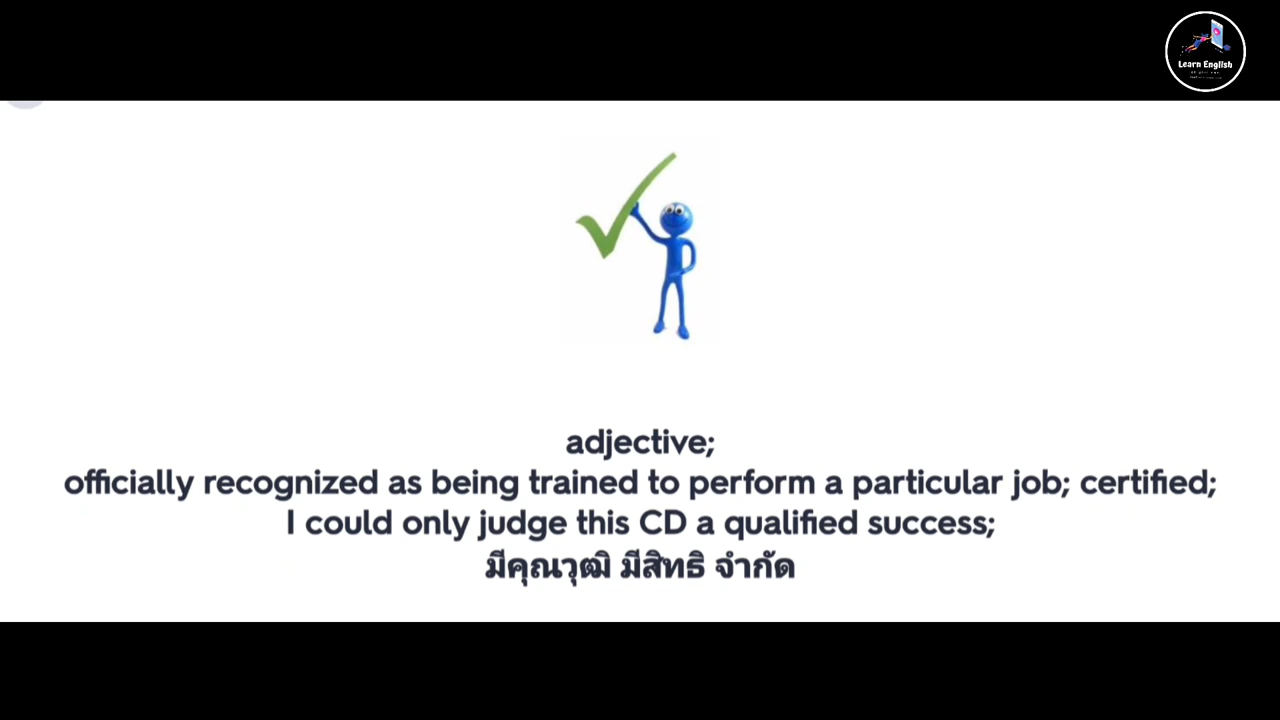 Learn English
adjective;
officially recognized as being trained to perform a particular job; certified;
I could only judge this CD a qualified success;
มีคุณวุฒิ มีสิทธิ จำกัด